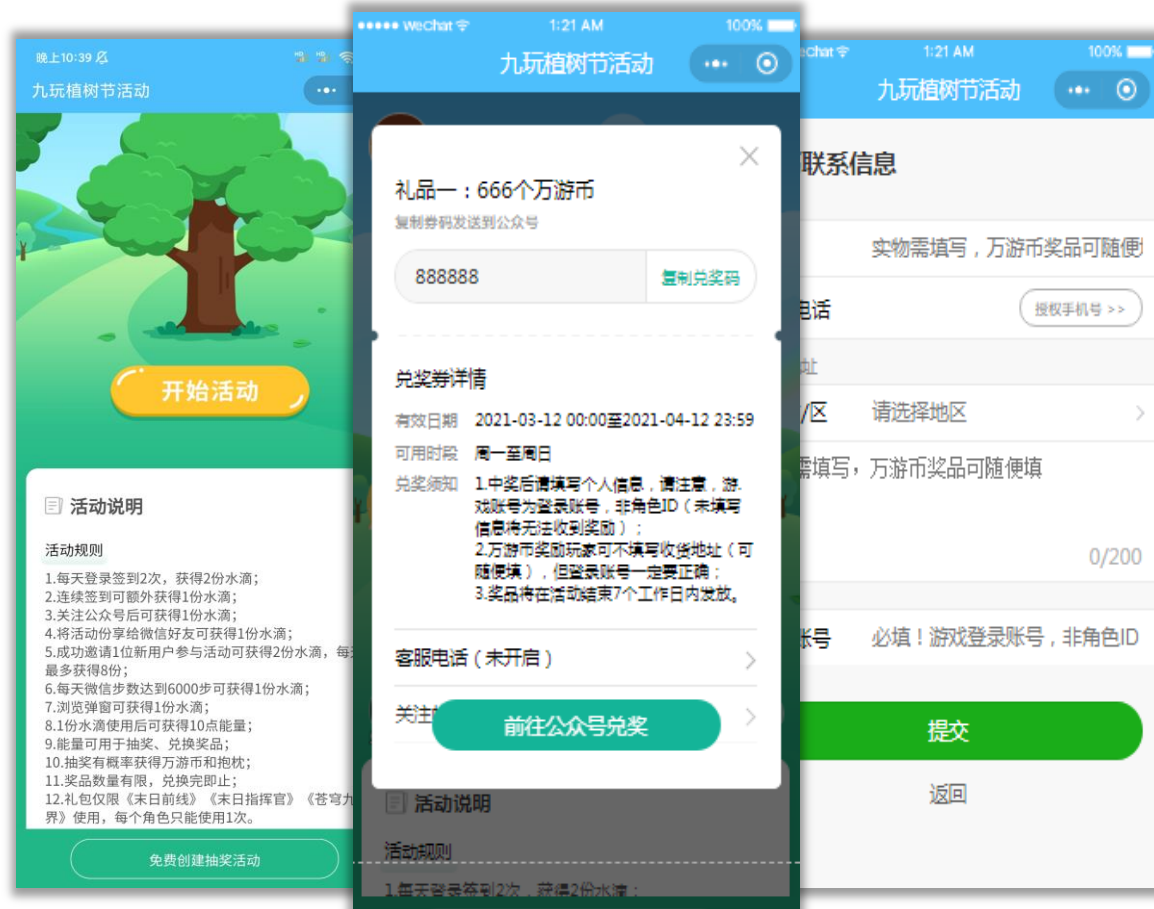 晚上10:39
九玩植树节活动
开始活动
活动说明
活动规则
1.每天登录签到2次，获得2份水滴；
2.连续签到可额外获得1份水滴；
3.关注公众号后可获得1份水滴；
4.将活动份享给微信好友可获得1份水滴；
5.成功邀请1位新用户参与活动可获得2份水滴，每
最多获得8份；
6.每天微信步数达到6000步可获得1份水滴；
7.浏览弹窗可获得1份水滴；
8.1份水滴使用后可获得10点能量；
9.能量可用于抽奖、兑换奖品；
10.抽奖有概率获得万游币和抱枕；
11.奖品数量有限，兑换完即止；
12.礼包仅限《末日前线》《末日指挥官》《苍穹九
界》使用，每个角色只能使用1次。
免费创建抽奖活动
WeChat 1:21 AM 100%
九玩植树节活动
礼品一：666个万游币
复制券码发送到公众号
888888 复制兑奖码
兑奖券详情
有效日期 2021-03-12 00:00至2021-04-12 23:59
可用时段 周一至周日
兑奖须知 1.中奖后请填写个人信息，请注意，游
戏账号为登录账号，非角色ID（未填写
信息将无法收到奖励）；
2.万游币奖励玩家可不填写收货地址（可
随便填），但登录账号一定要正确；
3.奖品将在活动结束7个工作日内发放。
客服电话（未开启）
关注
前往公众号兑奖
活动说明
活动规则
1.每天登录签到2次，获得2份水滴；
eChat 1:21 AM 100%
九玩植树节活动
联系信息
实物需填写，万游币奖品可随便
电话 授权手机号 >>
址
/区 请选择地区
需填写，万游币奖品可随便填
0/200
账号 必填！游戏登录账号，非角色ID
提交
返回